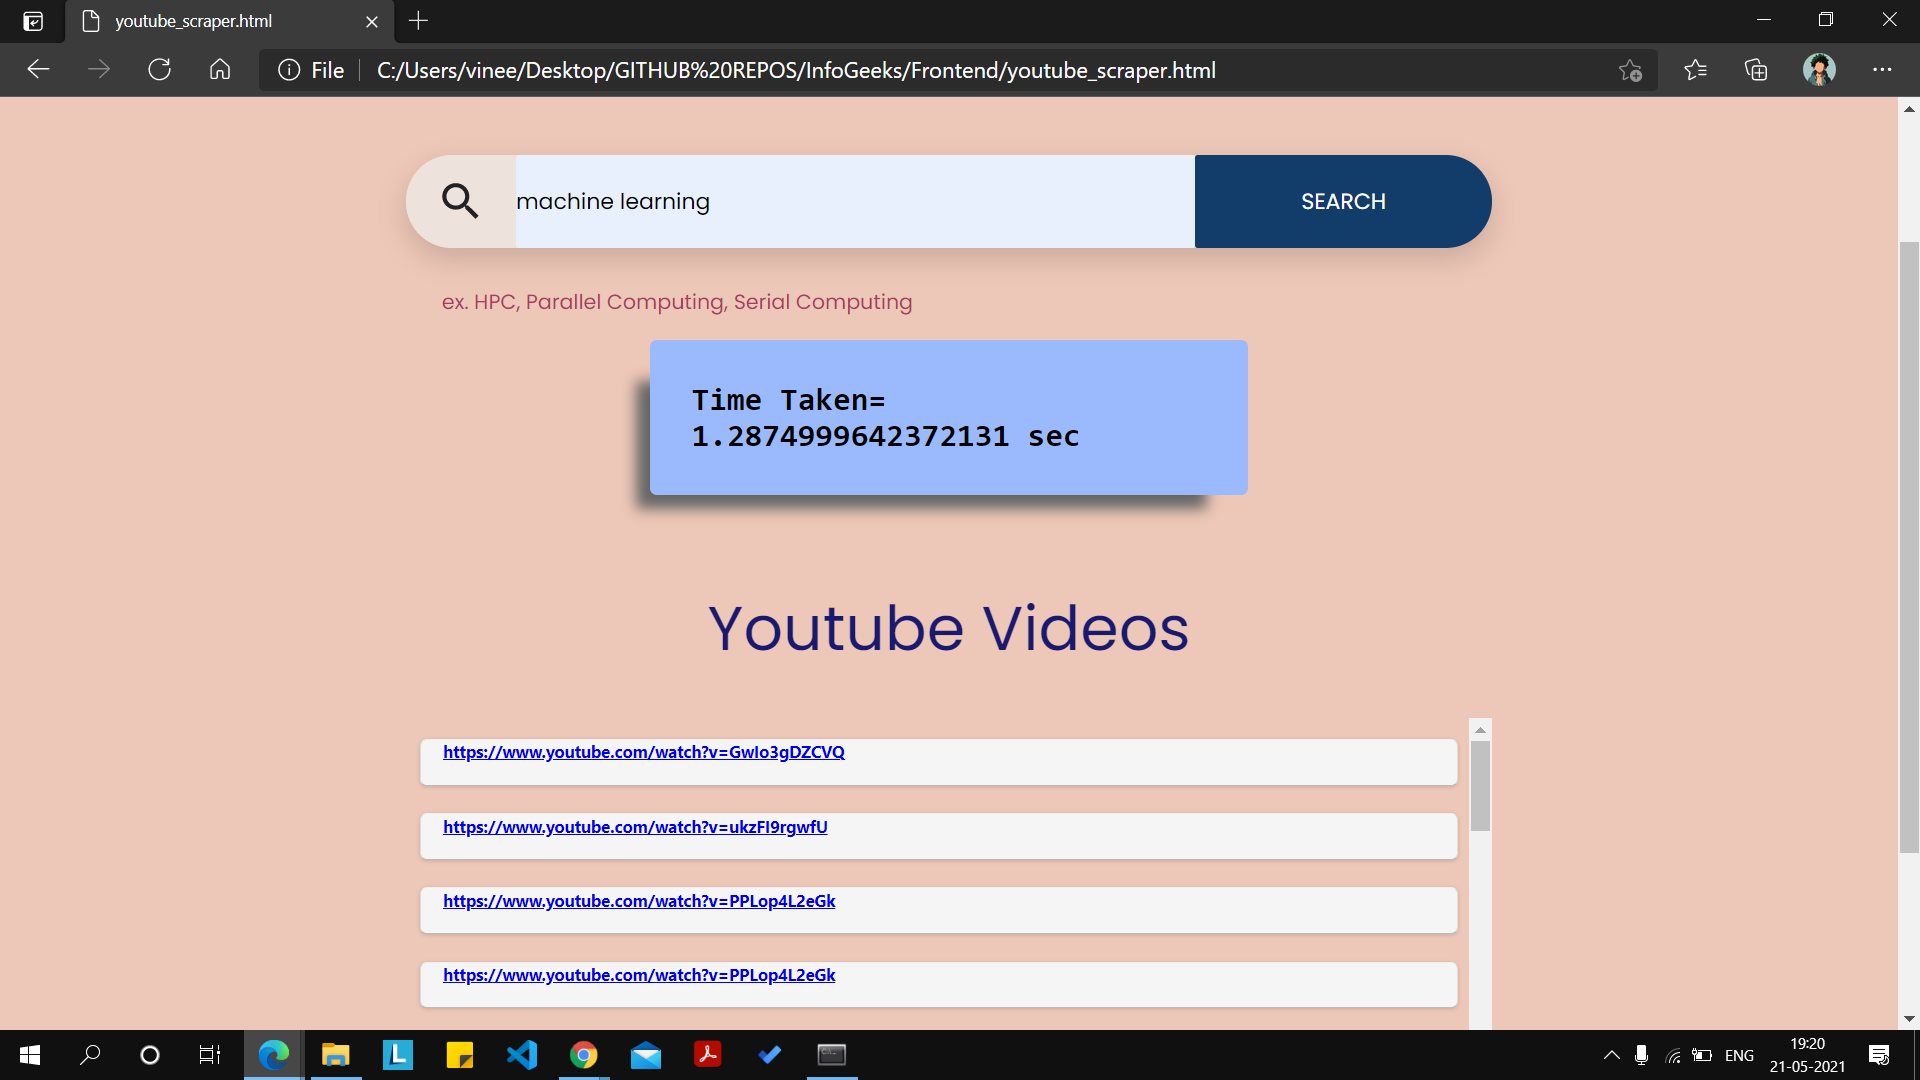 youtube_scraper.html
File
C:/Users/vinee/Desktop/GITHUB%20REPOS/InfoGeeks/Frontend/youtube_scraper.html
machine learning
SEARCH
ex. HPC, Parallel Computing, Serial Computing
Time Taken=
1.2874999642372131 sec
Youtube Videos
https://www.youtube.com/watch?v=GwIo3gDZCVQ
https://www.youtube.com/watch?v=ukzFI9rgwfU
https://www.youtube.com/watch?v=PPLop4L2eGk
https://www.youtube.com/watch?v=PPLop4L2eGk
L
ENG
19:20
21-05-2021